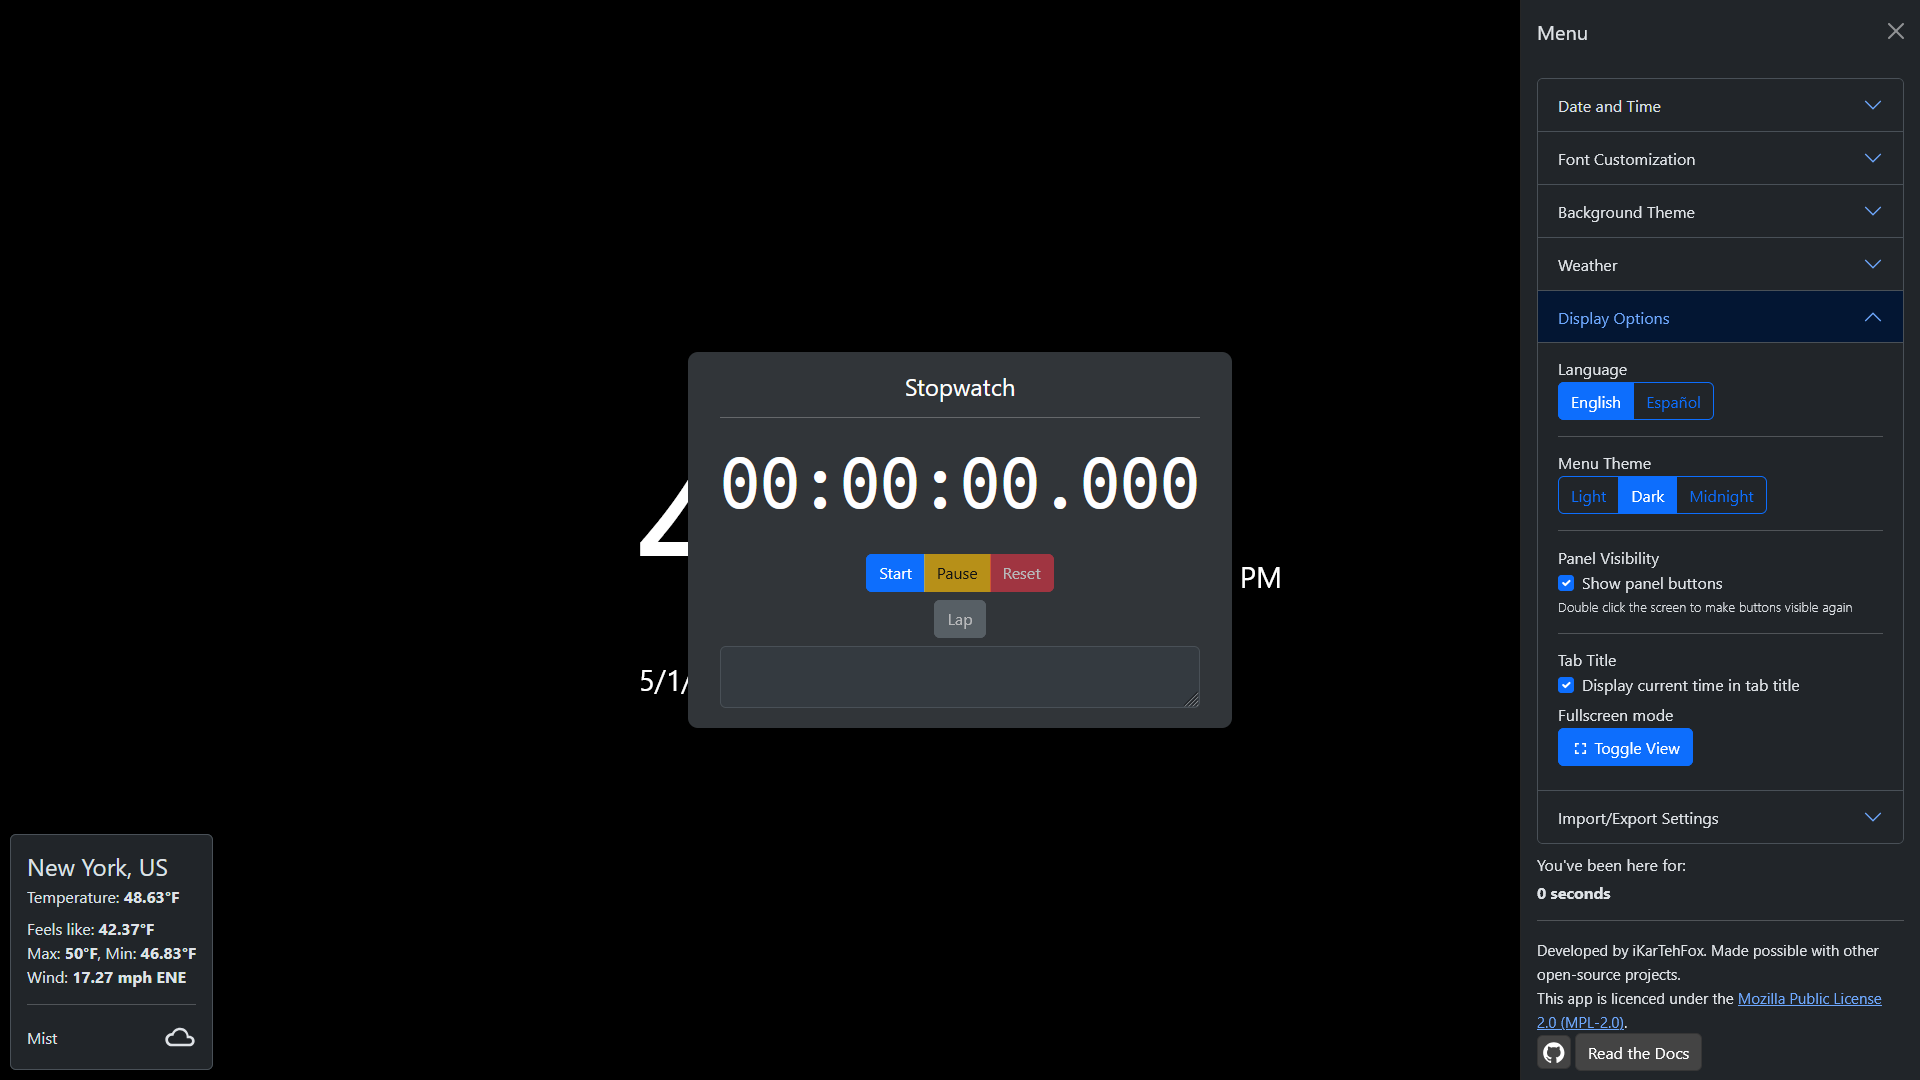 Menu
Date and Time
Font Customization
Background Theme
Weather
Display Options
Language
English Español
Menu Theme
Light Dark Midnight
Panel Visibility
Show panel buttons
Double click the screen to make buttons visible again
Tab Title
Display current time in tab title
Fullscreen mode
Toggle View
Import/Export Settings
You've been here for:
0 seconds
Developed by iKarTehFox. Made possible with other
open-source projects.
This app is licenced under the Mozilla Public License
2.0 (MPL-2.0).
Read the Docs
Stopwatch
00:00:00.000
Start Pause Reset
Lap
PM
5/1/
New York, US
Temperature: 48.63°F
Feels like: 42.37°F
Max: 50°F, Min: 46.83°F
Wind: 17.27 mph ENE
Mist